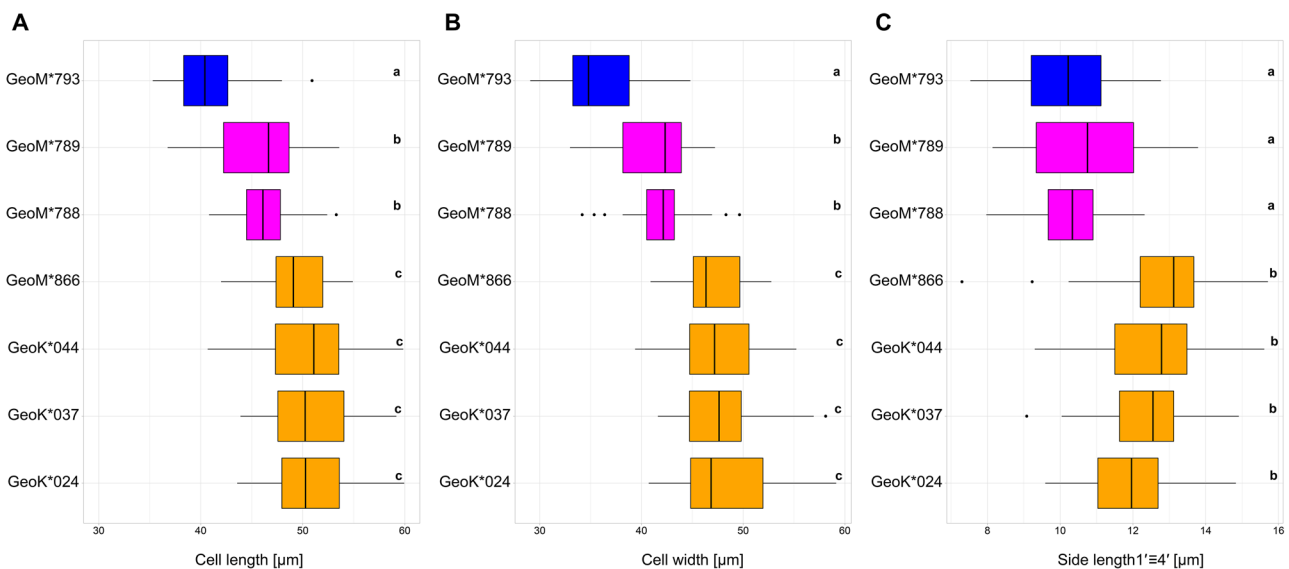 A
GeoM*793
a
GeoM*789
b
GeoM*788
b
GeoM*866
c
GeoK*044
c
GeoK*037
c
GeoK*024
c
30 40 50 60
Cell length [µm]
B
GeoM*793
a
GeoM*789
b
GeoM*788
b
GeoM*866
c
GeoK*044
c
GeoK*037
c
GeoK*024
c
30 40 50 60
Cell width [µm]
C
GeoM*793
a
GeoM*789
a
GeoM*788
a
GeoM*866
b
GeoK*044
b
GeoK*037
b
GeoK*024
b
8 10 12 14 16
Side length1′≡4′ [µm]